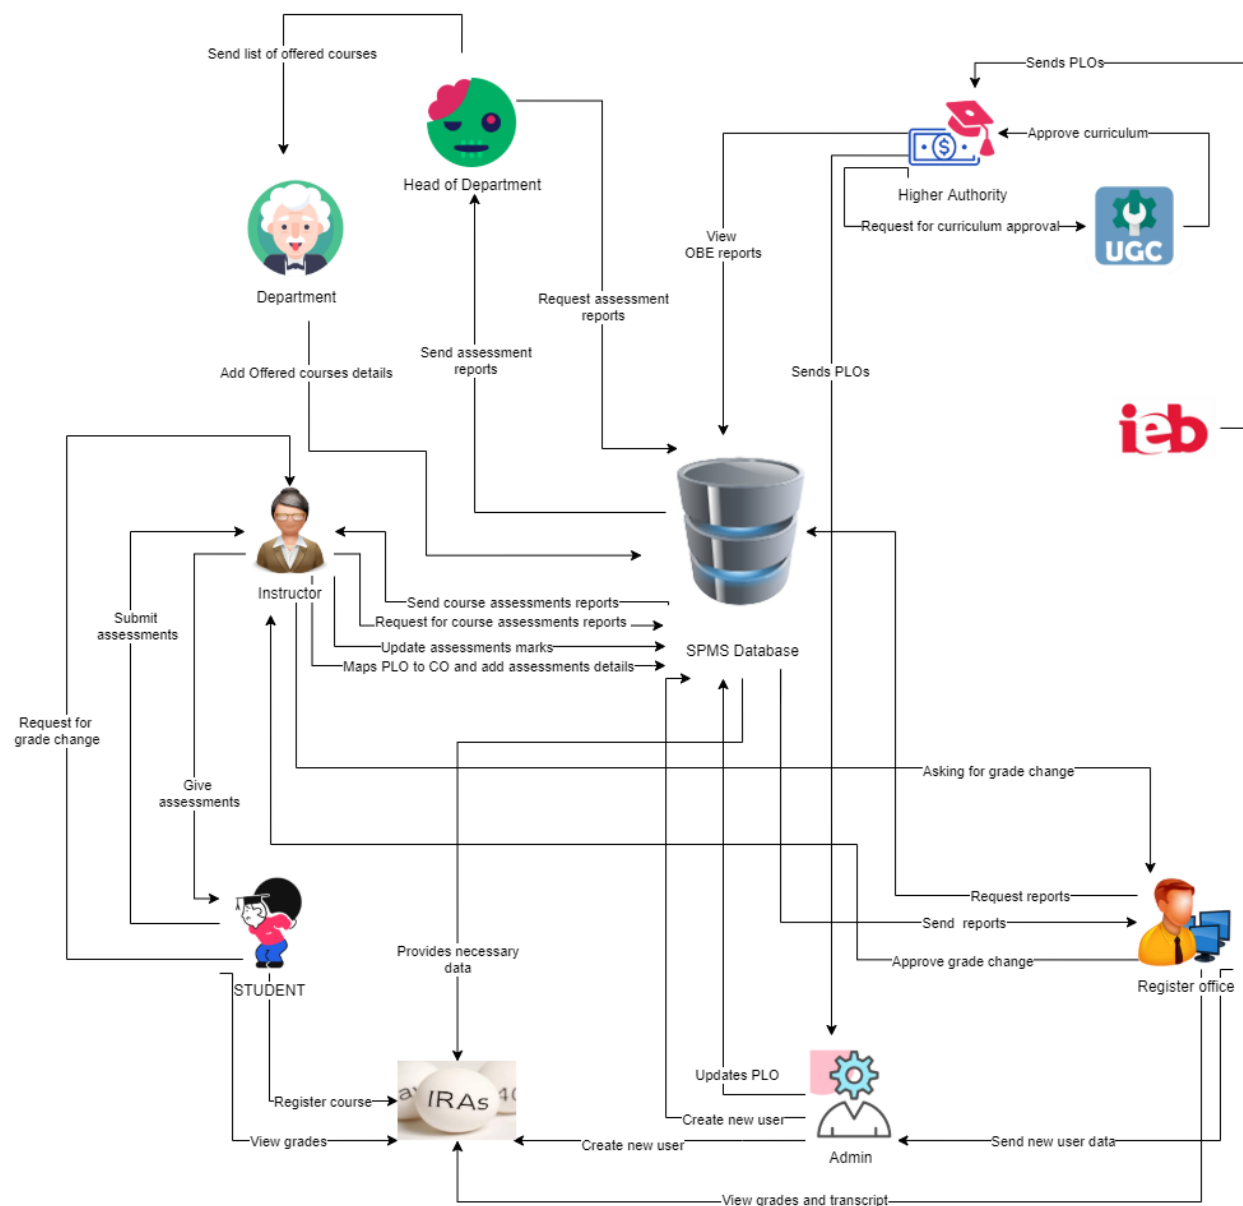 Send list of offered courses
Sends PLOs
Approve curriculum
Head of Department
Higher Authority
Request for curriculum approval
UGC
View
OBE reports
Department
Request assessment
reports
Send assessment
reports
Add Offered courses details
Sends PLOs
ieb
Instructor
Send course assessments reports
Request for course assessments reports
Submit
assessments
Update assessments marks
SPMS Database
Maps PLO to CO and add assessments details
Request for
grade change
Asking for grade change
Give
assessments
Request reports
Send reports
Provides necessary
data
Approve grade change
STUDENT
Register office
Updates PLO
IRAs
40
Register course
Create new user
View grades
Create new user
Send new user data
Admin
View grades and transcript